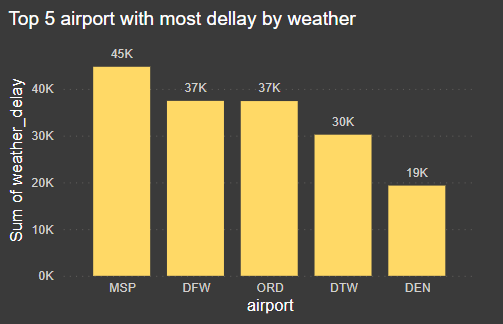 Top 5 airport with most dellay by weather
Sum of weather_delay
40K
30K
20K
10K
0K
45K
37K
37K
30K
19K
MSP
DFW
ORD
DTW
DEN
airport